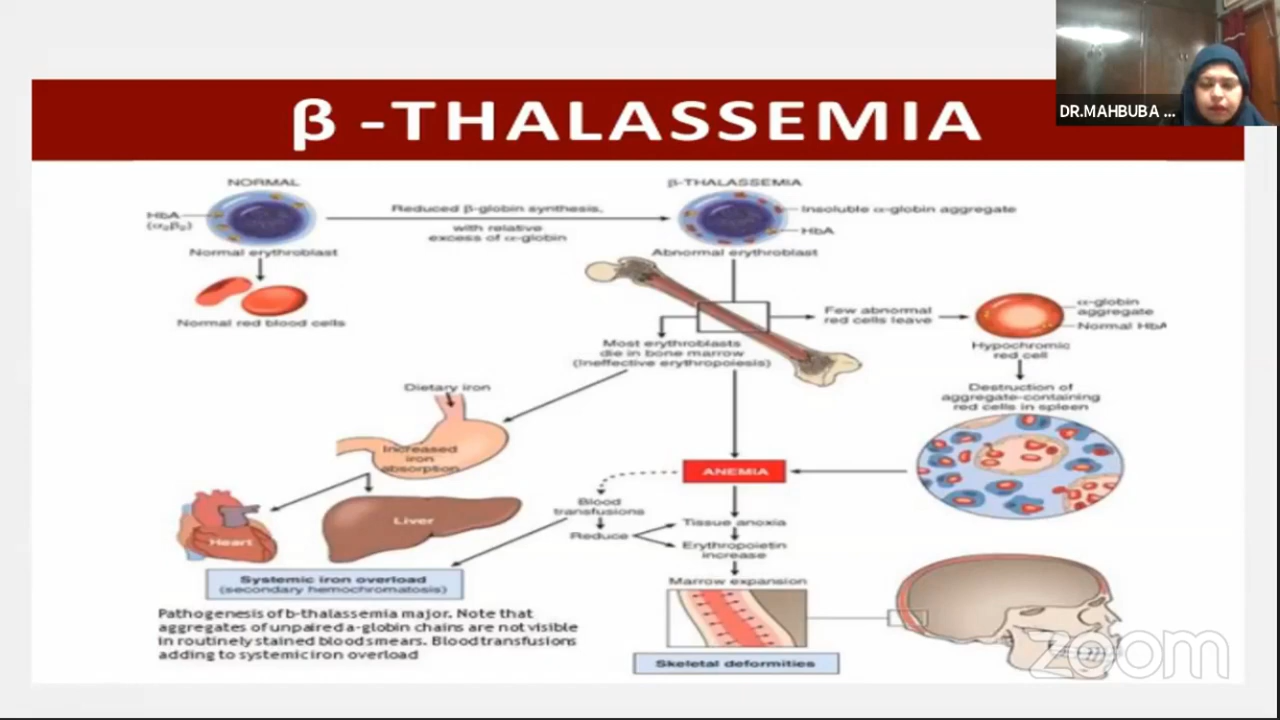 DR.MAHBUBA ...
β -THALASSEMIA
NORMAL
HbA
(α₂β₂)
Normal erythroblast
Normal red blood cells
Reduced β-globin synthesis,
with relative
excess of α-globin
β-THALASSEMIA
Insoluble α-globin aggregate
HbA
Abnormal erythroblast
Few abnormal
red cells leave
α-globin
aggregate
Normal HbA
Hypochromic
red cell
Most erythroblasts
die in bone marrow
(Ineffective erythropoiesis)
Destruction of
aggregate-containing
red cells in spleen
Dietary iron
Increased
iron
absorption
ANEMIA
Blood
transfusions
Reduce
Tissue anoxia
Erythropoietin
increase
Marrow expansion
Heart
Liver
Systemic iron overload
(secondary hemochromatosis)
Skeletal deformities
Pathogenesis of b-thalassemia major. Note that
aggregates of unpaired a-globin chains are not visible
in routinely stained blood smears. Blood transfusions
adding to systemic iron overload
zoom